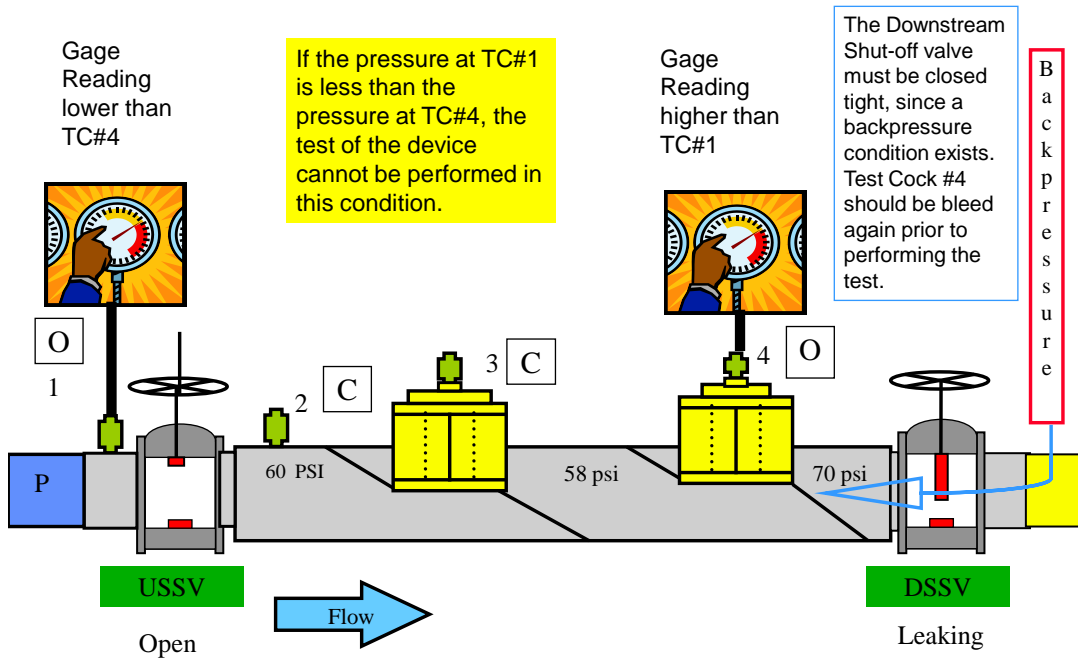 Gage
Reading
lower than
TC#4
If the pressure at TC#1
is less than the
pressure at TC#4, the
test of the device
cannot be performed in
this condition.
Gage
Reading
higher than
TC#1
The Downstream
Shut-off valve
must be closed
tight, since a
backpressure
condition exists.
Test Cock #4
should be bleed
again prior to
performing the
test.
Backpressure
O
1
2
C
3
C
4
O
P
60 PSI
58 psi
70 psi
USSV
Open
Flow
DSSV
Leaking